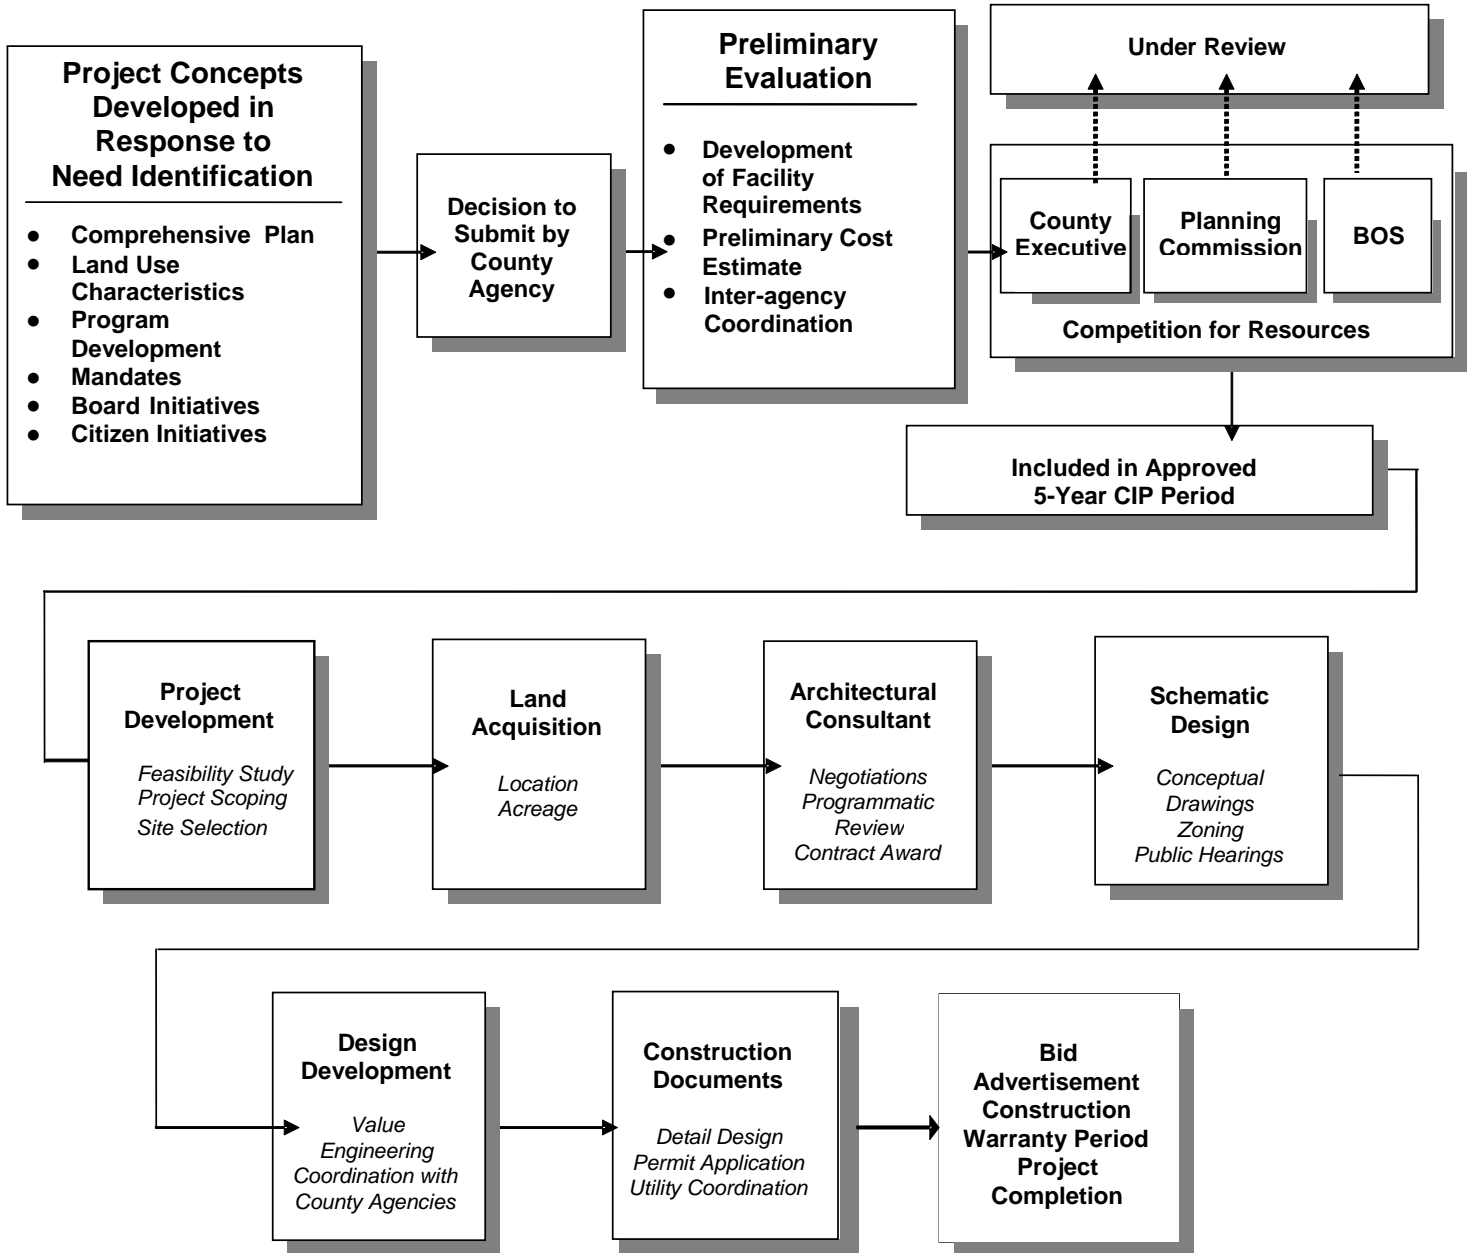 Project Concepts
Developed in
Response to
Need Identification
● Comprehensive Plan
● Land Use
Characteristics
● Program
Development
● Mandates
● Board Initiatives
● Citizen Initiatives
Decision to
Submit by
County
Agency
Preliminary
Evaluation
● Development
of Facility
Requirements
● Preliminary Cost
Estimate
● Inter-agency
Coordination
Under Review
County
Executive
Planning
Commission
BOS
Competition for Resources
Included in Approved
5-Year CIP Period
Project
Development
Feasibility Study
Project Scoping
Site Selection
Land
Acquisition
Location
Acreage
Architectural
Consultant
Negotiations
Programmatic
Review
Contract Award
Schematic
Design
Conceptual
Drawings
Zoning
Public Hearings
Design
Development
Value
Engineering
Coordination with
County Agencies
Construction
Documents
Detail Design
Permit Application
Utility Coordination
Bid
Advertisement
Construction
Warranty Period
Project
Completion